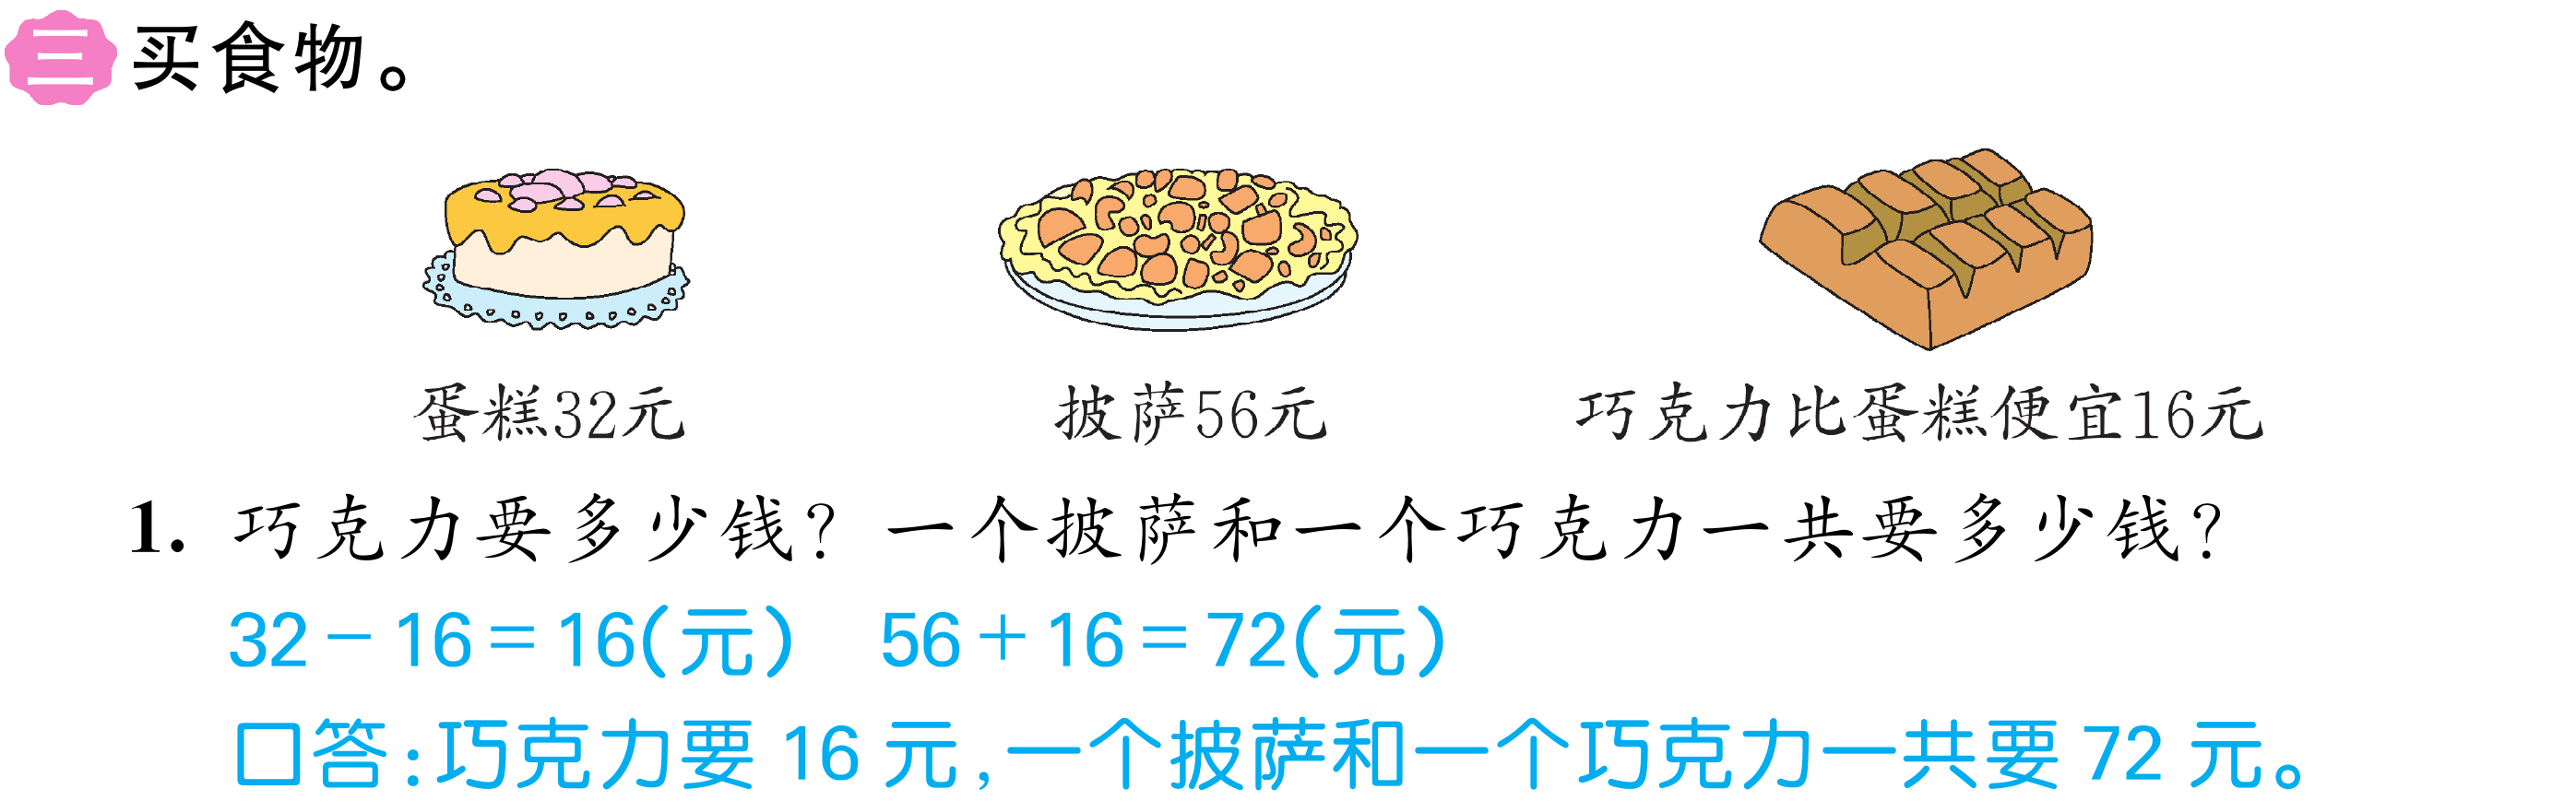 三 买食物。
蛋糕32元 披萨56元 巧克力比蛋糕便宜16元
1. 巧克力要多少钱？一个披萨和一个巧克力一共要多少钱？
32－16＝16(元) 56＋16＝72(元)
口答：巧克力要 16 元，一个披萨和一个巧克力一共要 72 元。